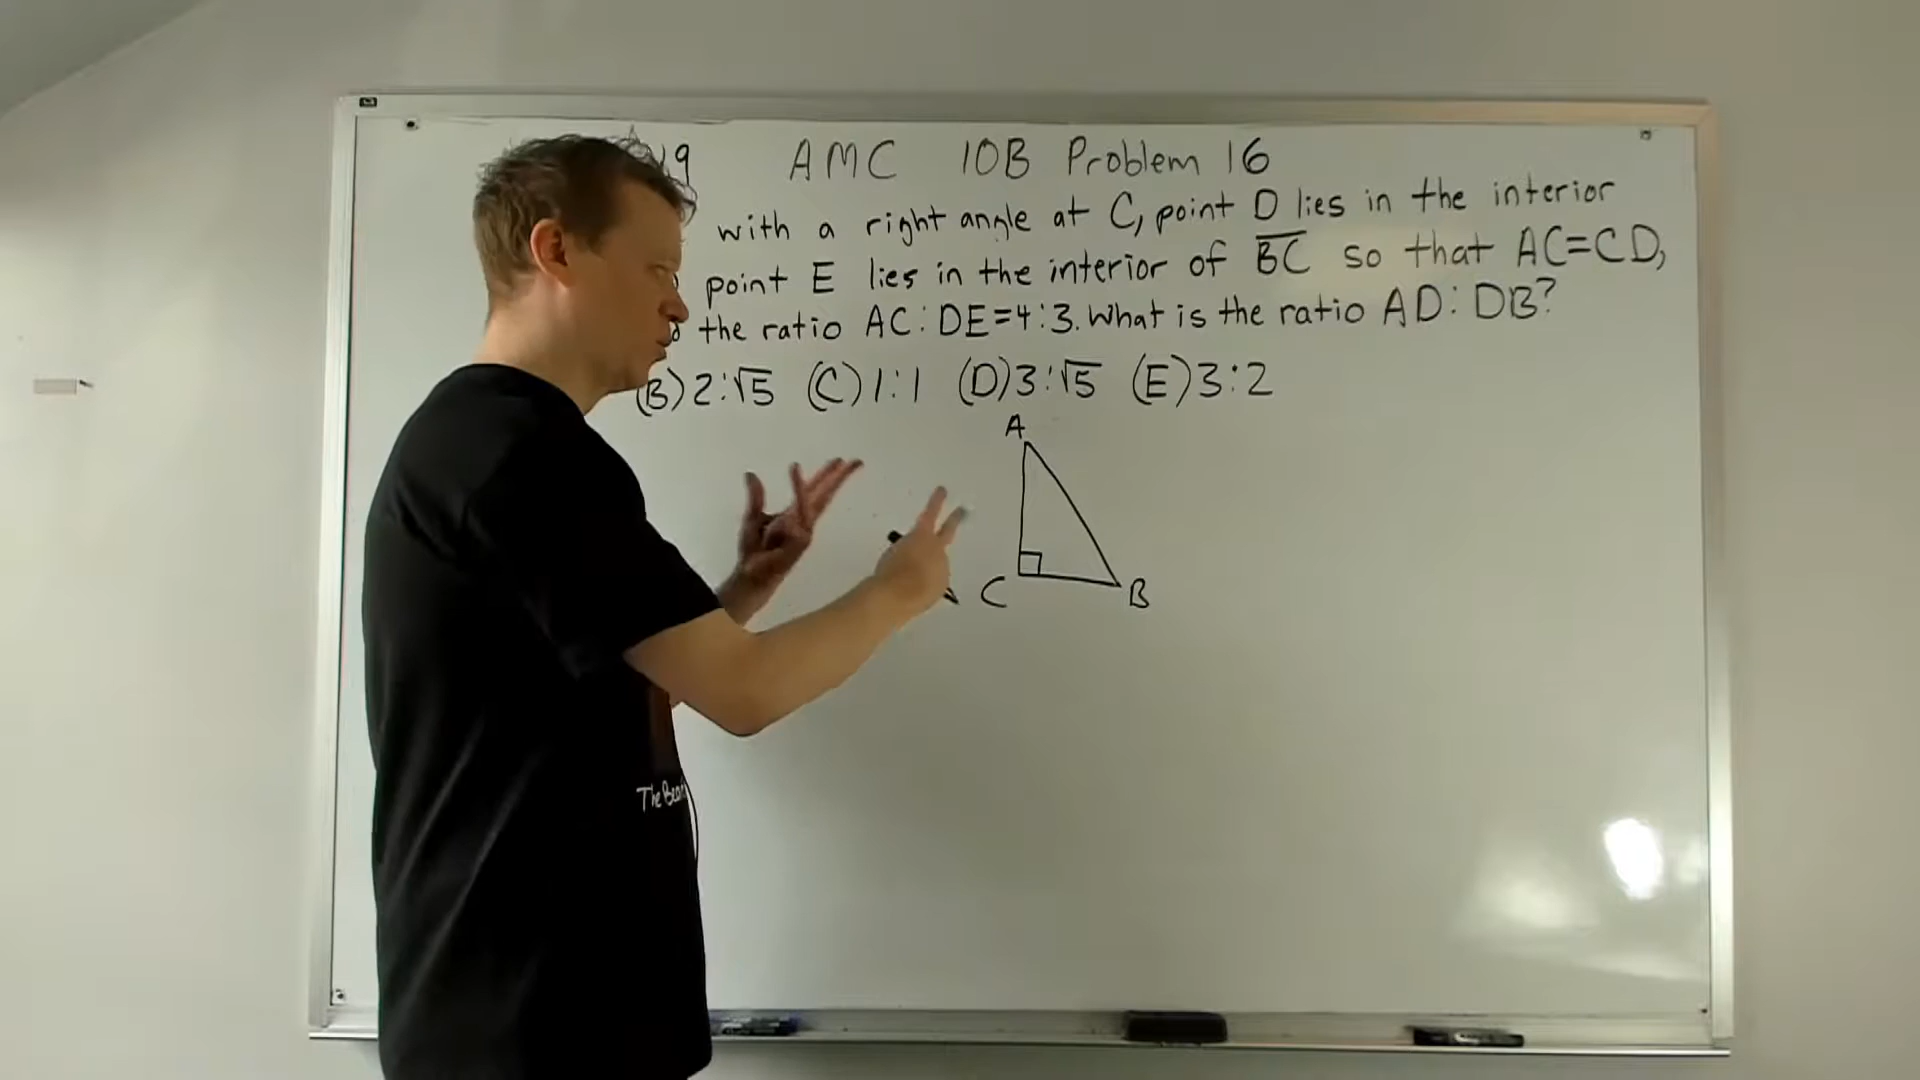 19 AMC 10B Problem 16
with a right angle at C, point D lies in the interior
point E lies in the interior of BC so that AC=CD,
the ratio AC:DE=4:3. What is the ratio AD:DB?
(B) 2:√5 (C) 1:1 (D) 3:√5 (E) 3:2
A
C B
The